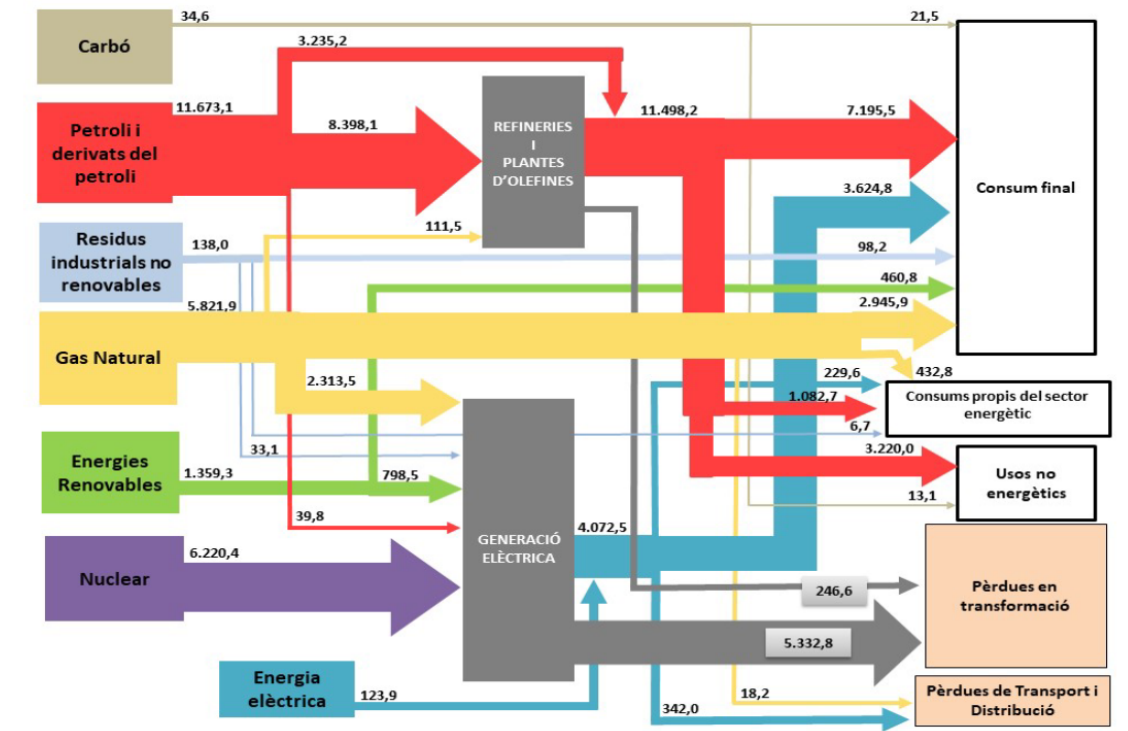 34,6
21,5
Carbó
3.235,2
11.673,1
8.398,1
11.498,2
7.195,5
Petroli i
derivats del
petroli
REFINERIES
I
PLANTES
D'OLEFINES
Consum final
3.624,8
111,5
Residus
industrials no
renovables
138,0
98,2
460,8
5.821,9
2.945,9
Gas Natural
2.313,5
229,6
432,8
1.082,7
Consums propis del sector
energètic
6,7
33,1
3.220,0
Energies
Renovables
1.359,3
798,5
Usos no
energètics
13,1
39,8
4.072,5
GENERACIÓ
ELÈCTRICA
6.220,4
Nuclear
246,6
Pèrdues en
transformació
5.332,8
Energia
elèctrica
123,9
342,0
18,2
Pèrdues de Transport i
Distribució